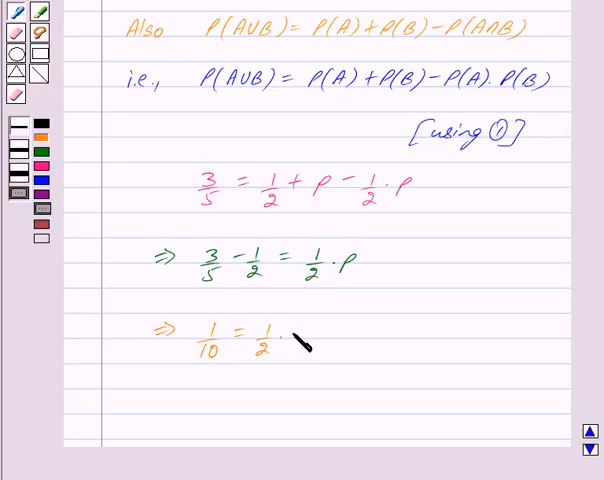 Also P(A∪B) = P(A) + P(B) - P(A∩B)
i.e., P(A∪B) = P(A) + P(B) - P(A). P(B)
[using ①]
3/5 = 1/2 + p - 1/2 . p
⇒ 3/5 - 1/2 = 1/2 . p
⇒ 1/10 = 1/2 .